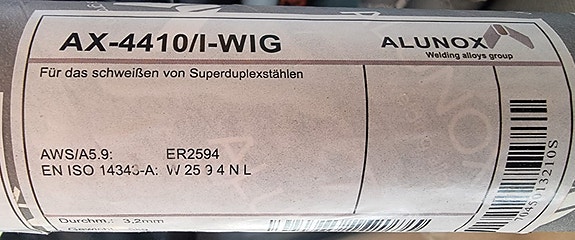 AX-4410/I-WIG
ALUNOX
Welding alloys group
Für das schweißen von Superduplexstählen
AWS/A5.9: ER2594
EN ISO 14343-A: W 25 9 4 N L
Durchm.: 3,2mm